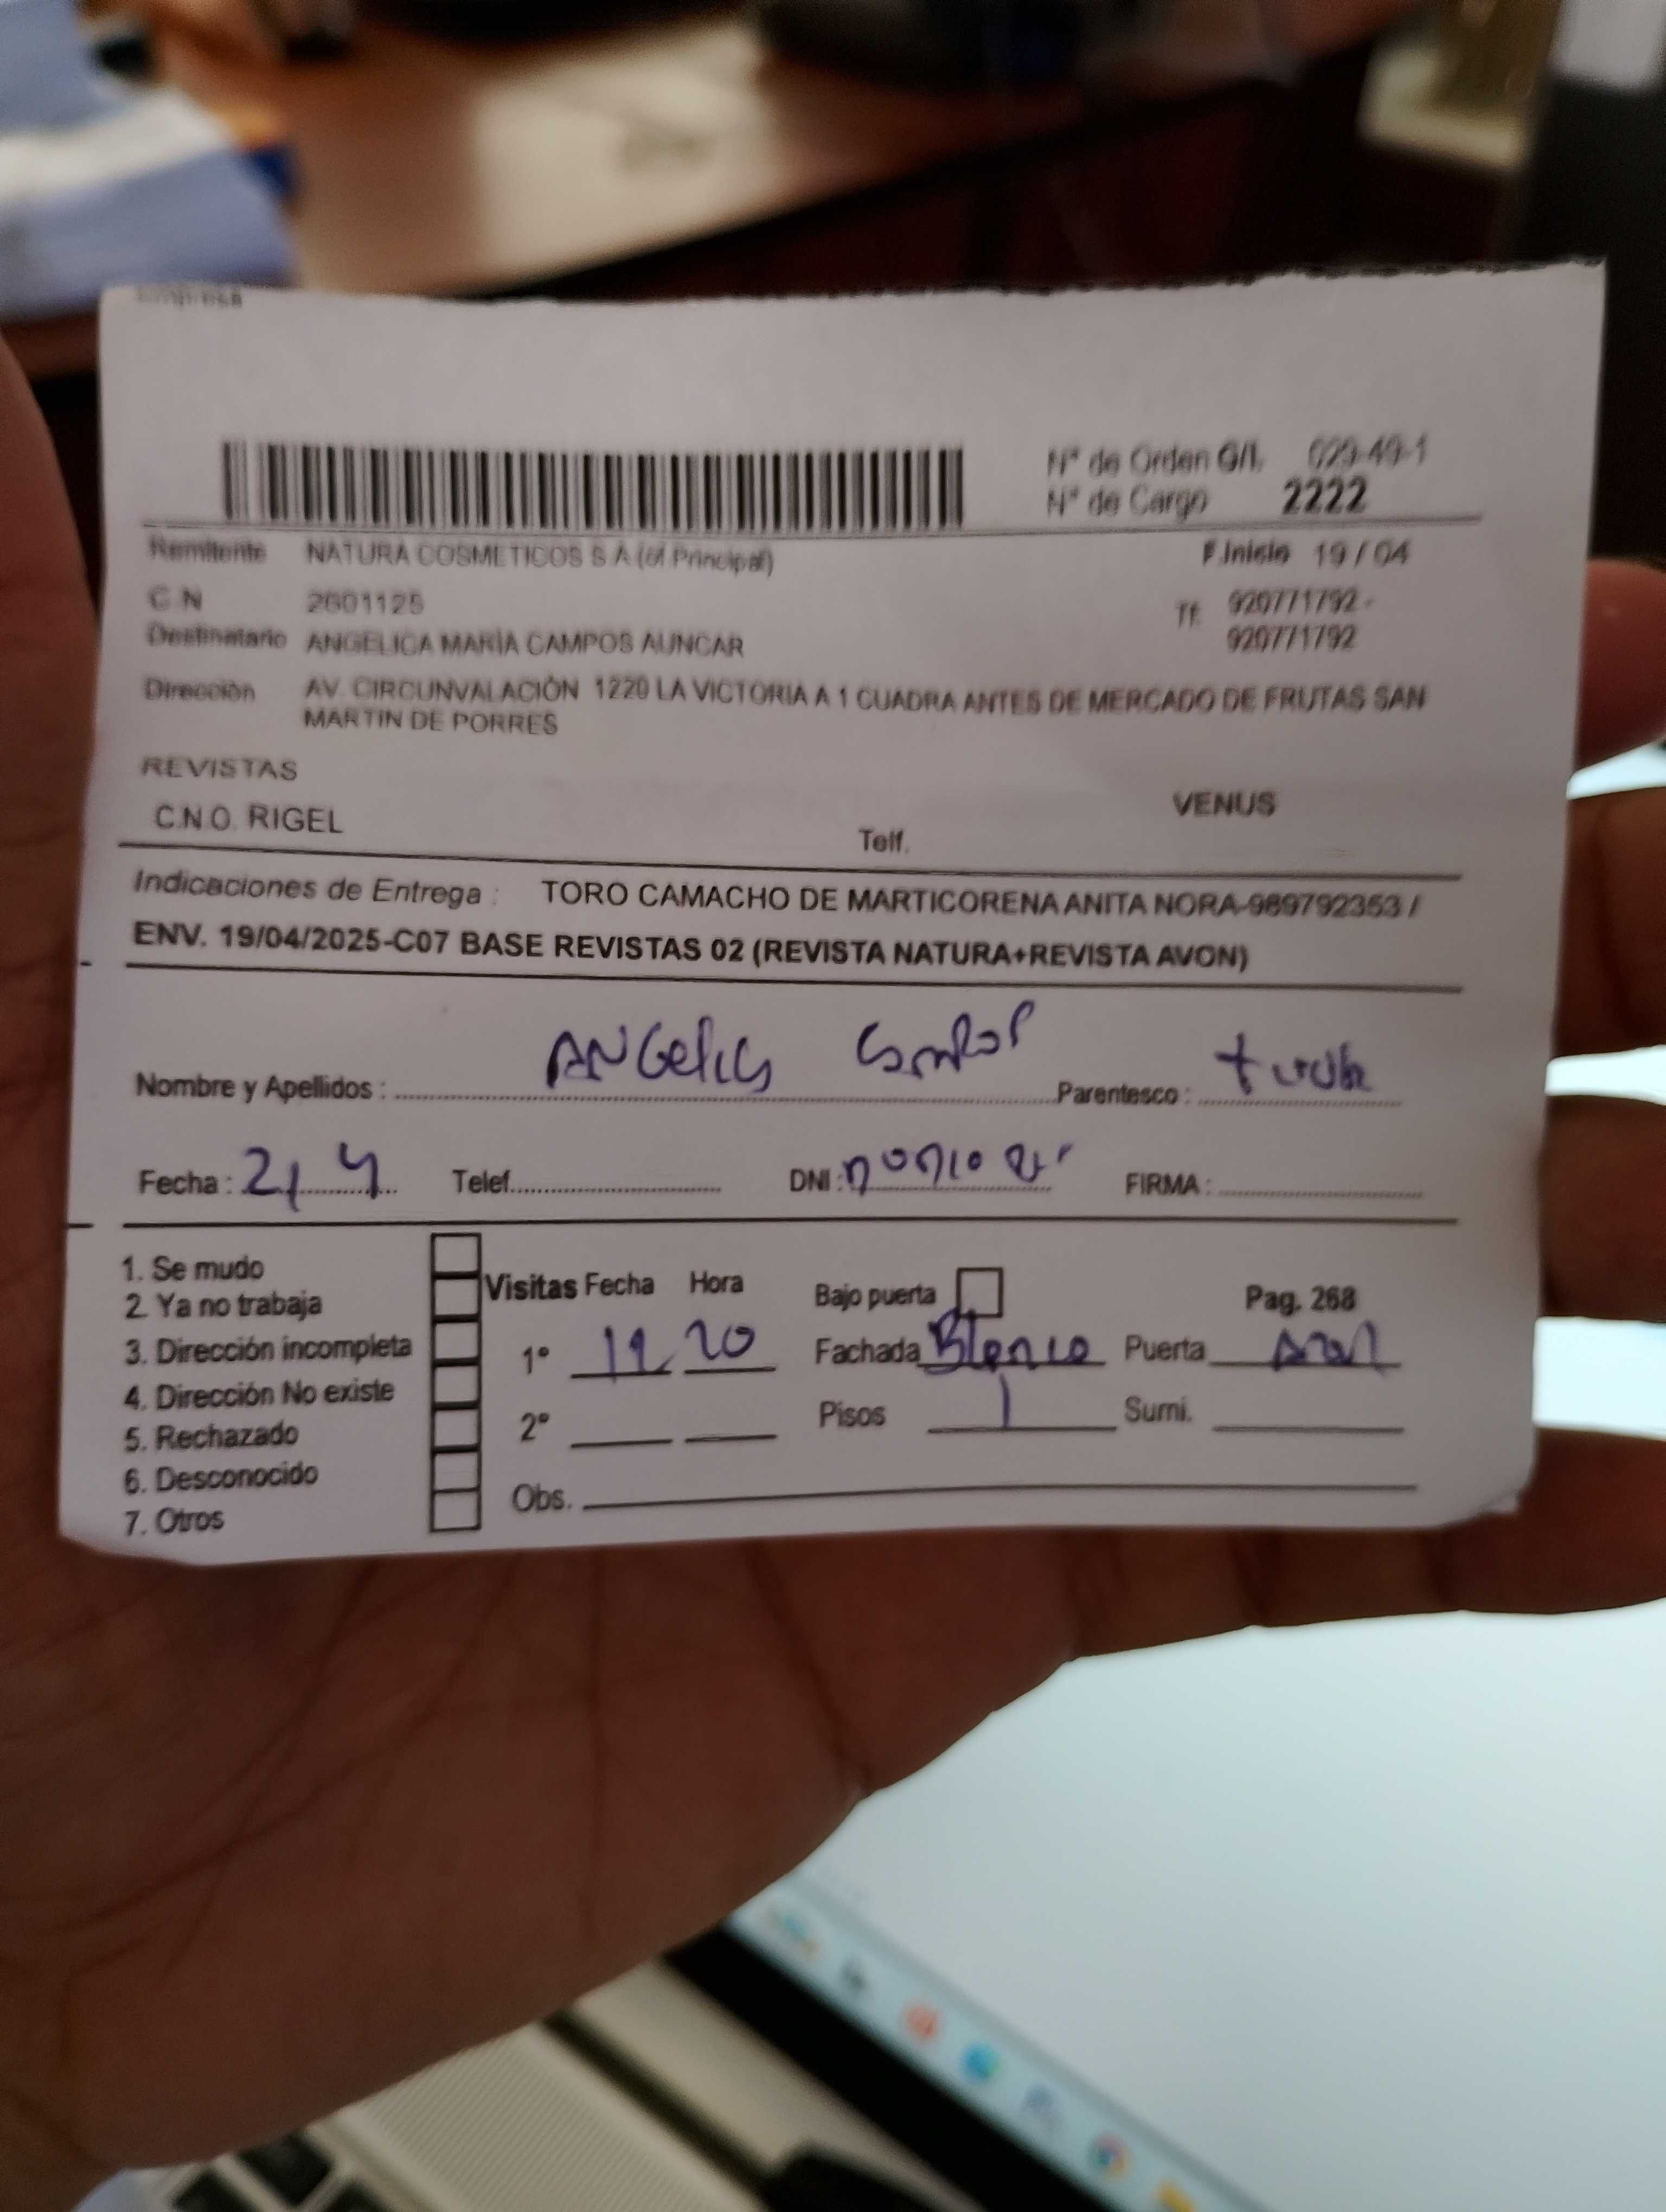 Empresa
Nº de Orden G/L 029-49-1
Nº de Cargo 2222
Remitente NATURA COSMETICOS S.A (of.Principal) F.Inicio 19 / 04
C.N 2601125 Tf. 920771792 -
Destinatario ANGELICA MARÍA CAMPOS AUNCAR 920771792
Dirección AV. CIRCUNVALACIÓN 1220 LA VICTORIA A 1 CUADRA ANTES DE MERCADO DE FRUTAS SAN
MARTIN DE PORRES
REVISTAS
VENUS
C.N.O. RIGEL Telf.
Indicaciones de Entrega : TORO CAMACHO DE MARTICORENA ANITA NORA-989792353 /
ENV. 19/04/2025-C07 BASE REVISTAS 02 (REVISTA NATURA+REVISTA AVON)
Nombre y Apellidos : Parentesco :
Fecha : 21 4 Telef. DNI : FIRMA :
1. Se mudo
2. Ya no trabaja
3. Dirección incompleta
4. Dirección No existe
5. Rechazado
6. Desconocido
7. Otros
Visitas Fecha Hora Bajo puerta Pag. 268
1º 20 Fachada Blanco Puerta
2º Pisos 1 Sumi.
Obs.